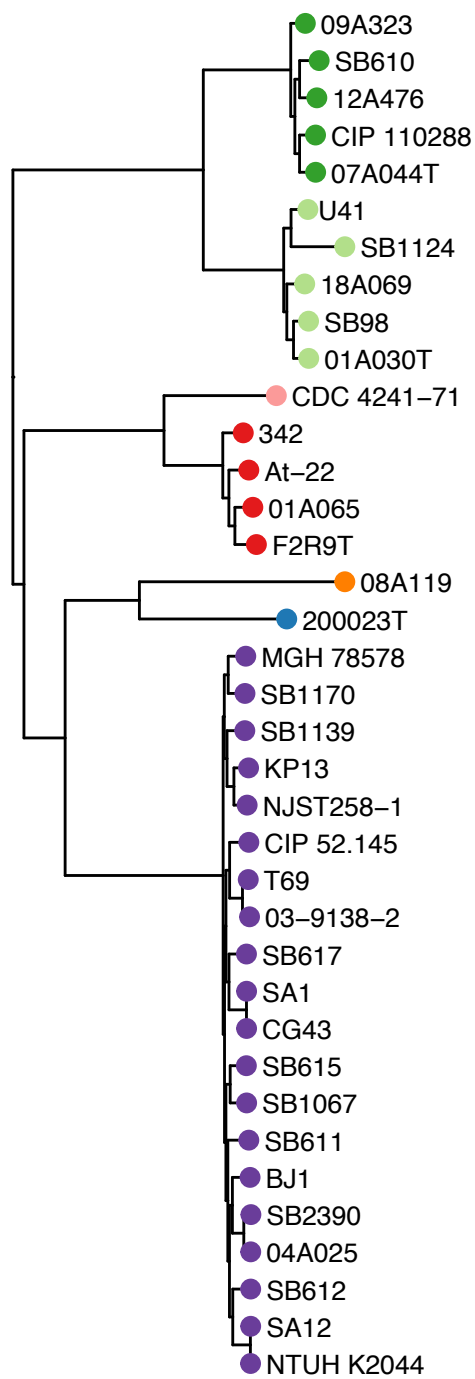 09A323
SB610
12A476
CIP 110288
07A044T
U41
SB1124
18A069
SB98
01A030T
CDC 4241−71
342
At−22
01A065
F2R9T
08A119
200023T
MGH 78578
SB1170
SB1139
KP13
NJST258−1
CIP 52.145
T69
03−9138−2
SB617
SA1
CG43
SB615
SB1067
SB611
BJ1
SB2390
04A025
SB612
SA12
NTUH K2044